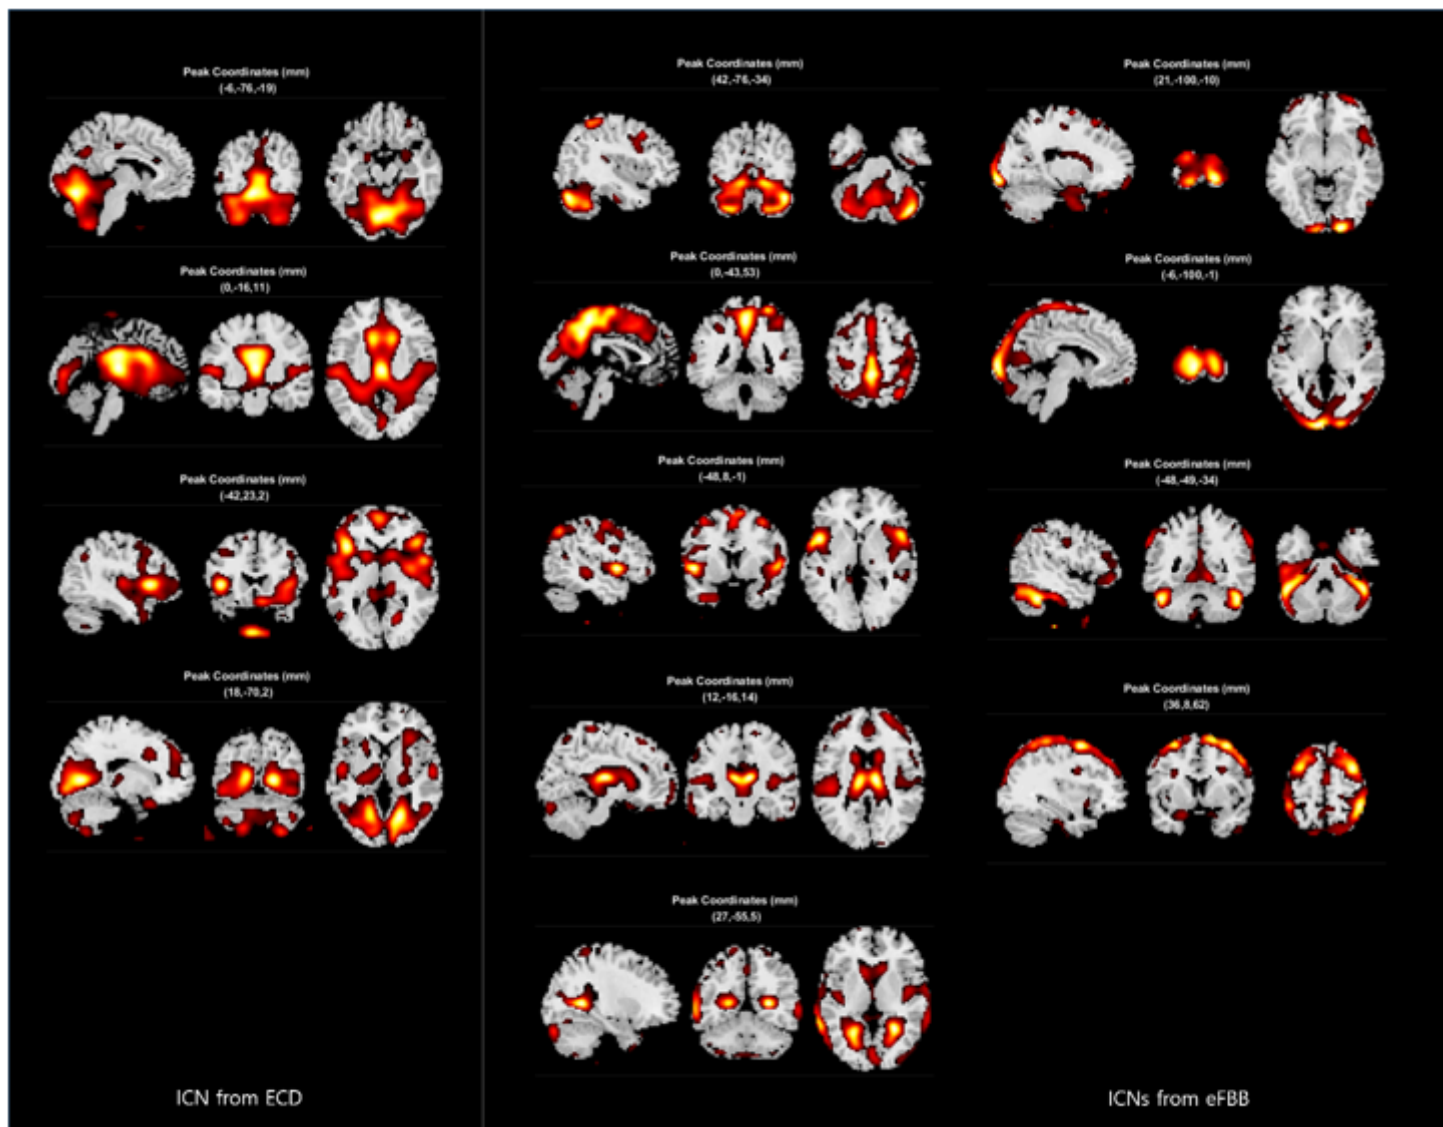 Peak Coordinates (mm)
(-6,-76,-19)
Peak Coordinates (mm)
(0,-16,11)
Peak Coordinates (mm)
(-42,23,2)
Peak Coordinates (mm)
(18,-70,2)
ICN from ECD
Peak Coordinates (mm)
(42,-76,-34)
Peak Coordinates (mm)
(0,-43,53)
Peak Coordinates (mm)
(-48,8,-1)
Peak Coordinates (mm)
(12,-16,14)
Peak Coordinates (mm)
(27,-55,5)
Peak Coordinates (mm)
(21,-100,-10)
Peak Coordinates (mm)
(-6,-100,-1)
Peak Coordinates (mm)
(-48,-49,-34)
Peak Coordinates (mm)
(36,8,62)
ICNs from eFBB